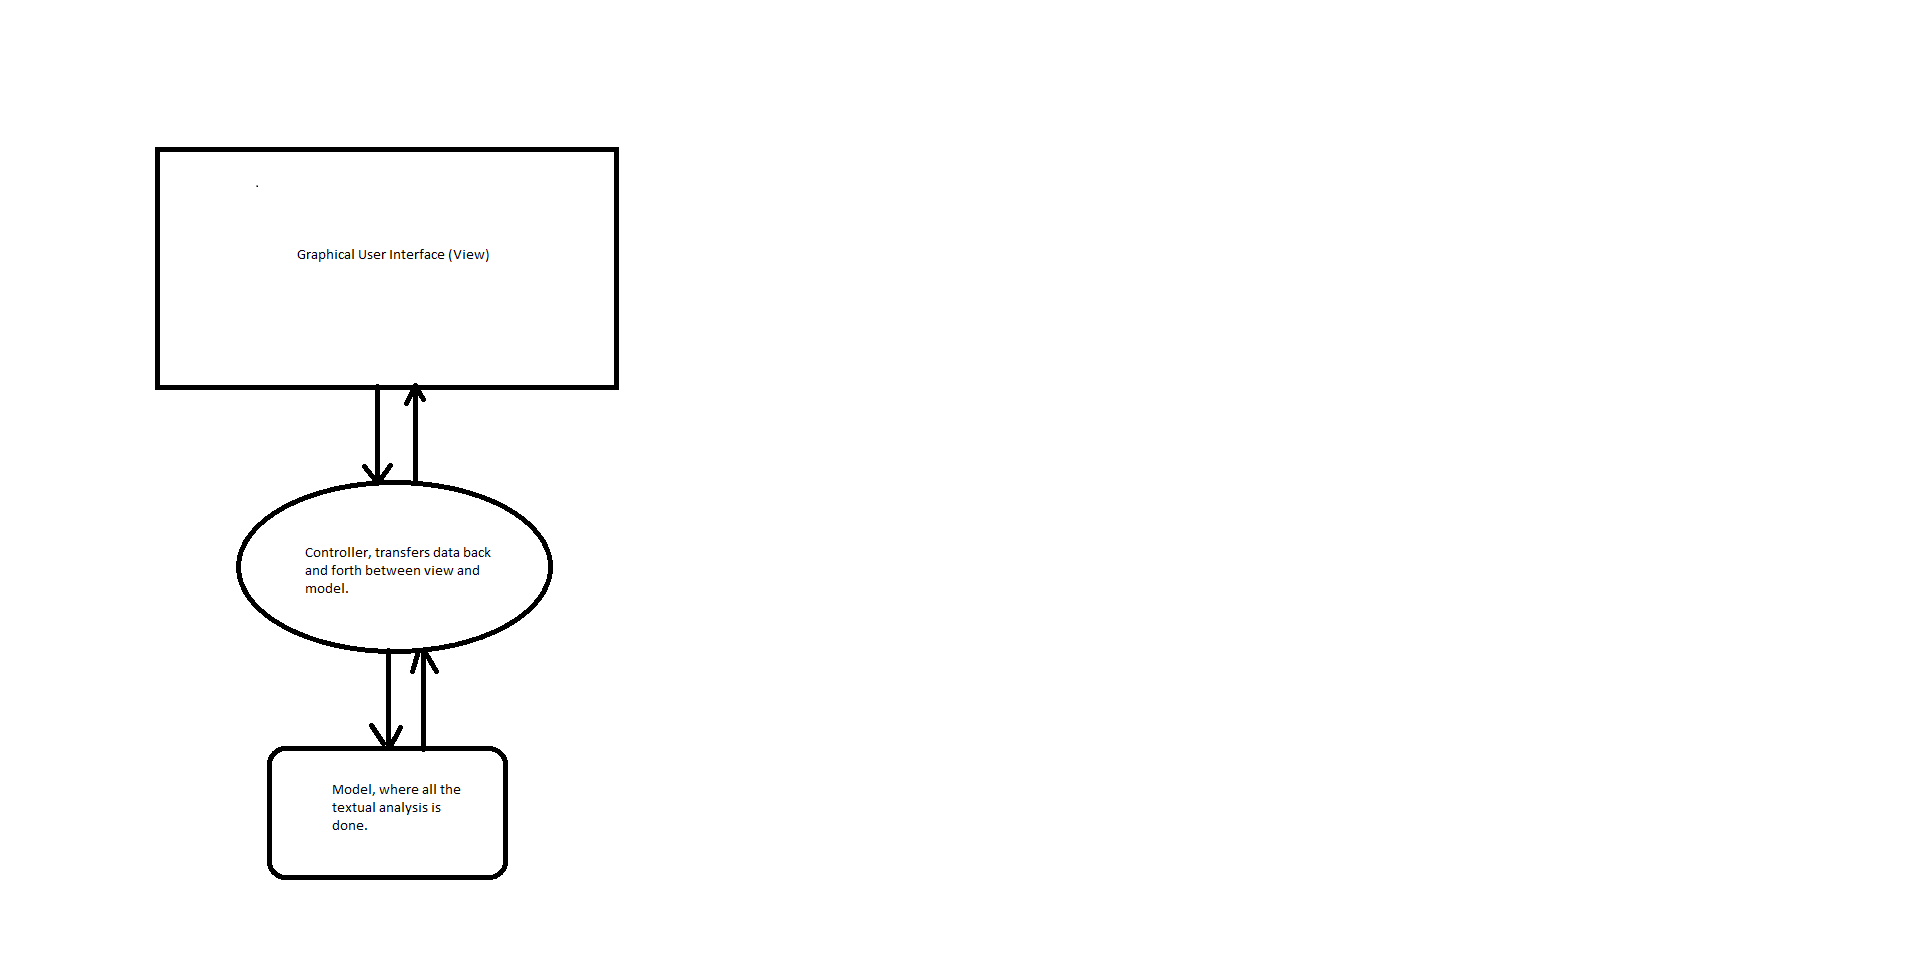 Graphical User Interface (View)
Controller, transfers data back
and forth between view and
model.
Model, where all the
textual analysis is
done.